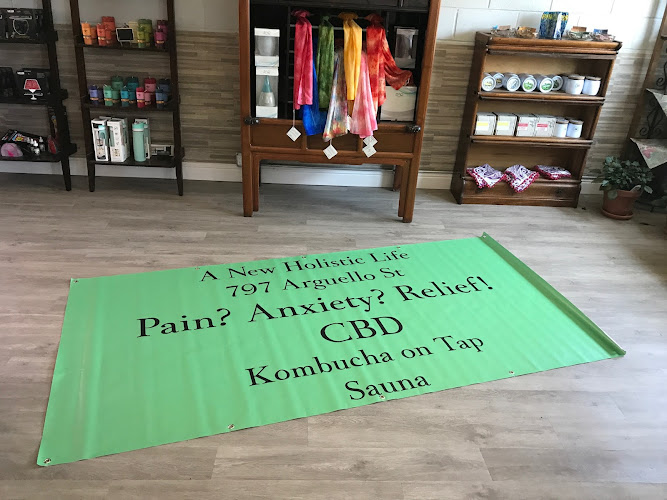 A New Holistic Life
797 Arguello St
Pain? Anxiety? Relief!
CBD
Kombucha on Tap
Sauna